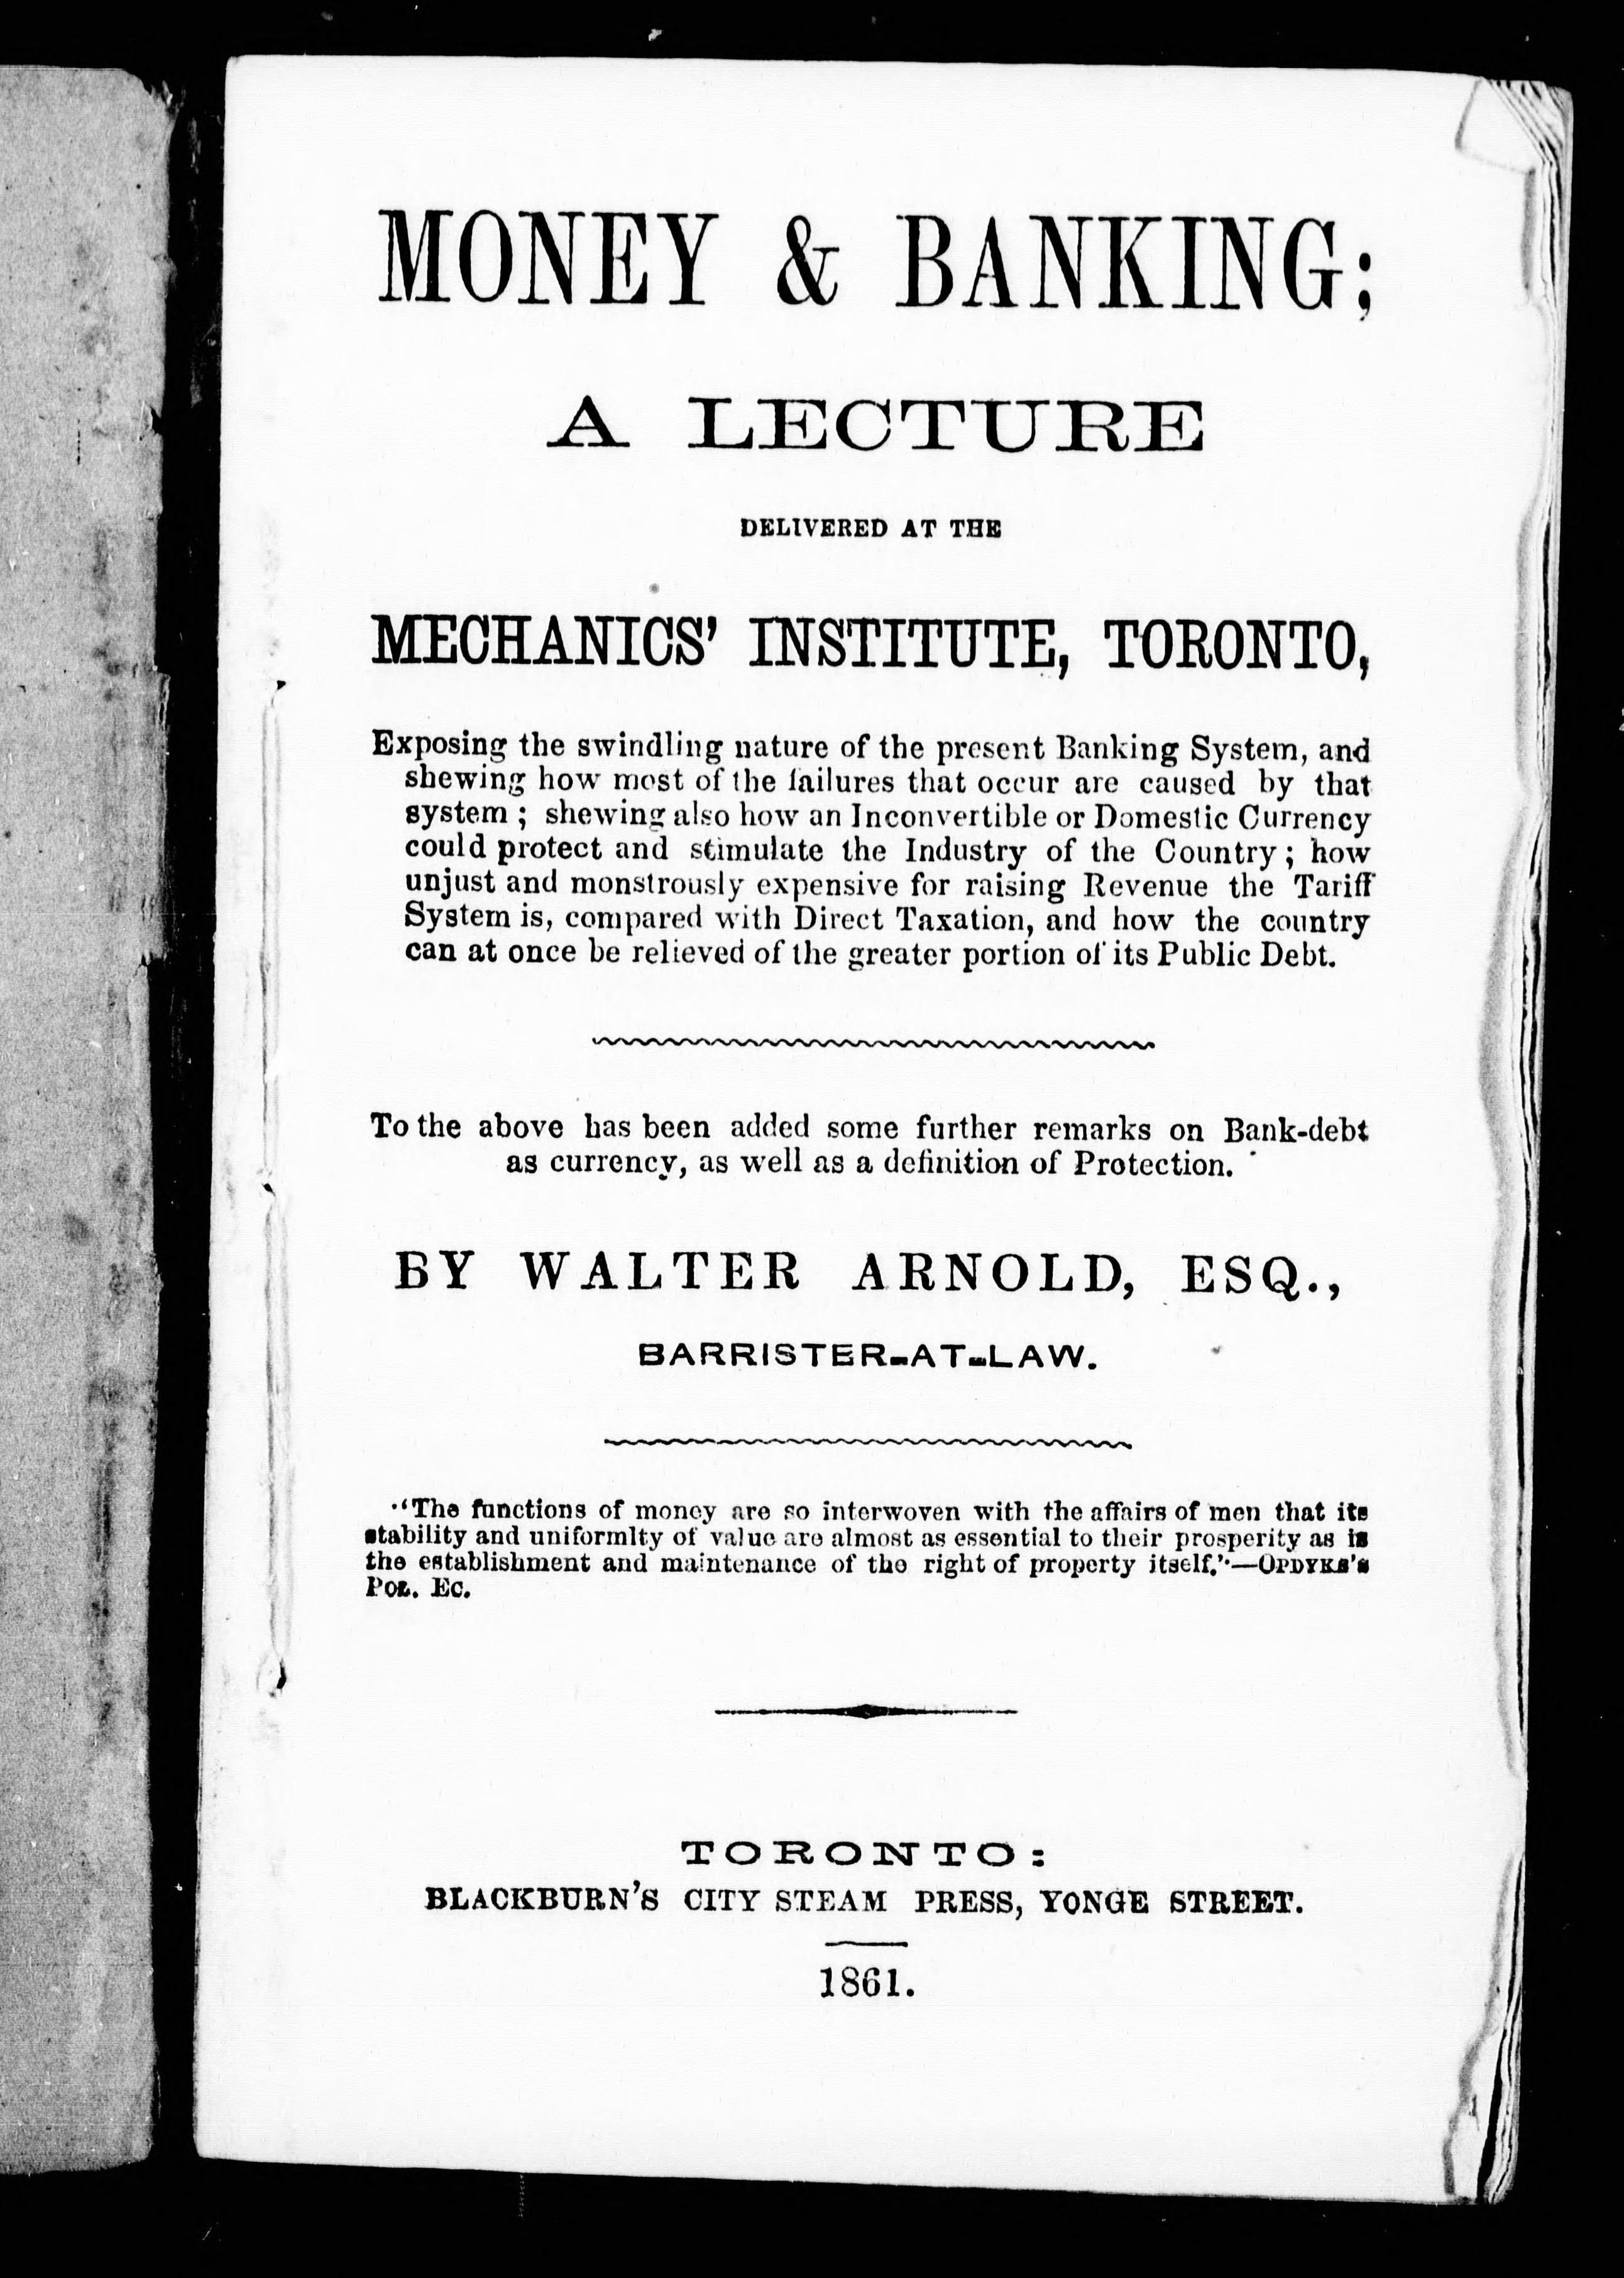 MONEY & BANKING;
A LECTURE
DELIVERED AT THE
MECHANICS' INSTITUTE, TORONTO,
Exposing the swindling nature of the present Banking System, and
shewing how most of the failures that occur are caused by that
system ; shewing also how an Inconvertible or Domestic Currency
could protect and stimulate the Industry of the Country ; how
unjust and monstrously expensive for raising Revenue the Tariff
System is, compared with Direct Taxation, and how the country
can at once be relieved of the greater portion of its Public Debt.
To the above has been added some further remarks on Bank-debt
as currency, as well as a definition of Protection.
BY WALTER ARNOLD, ESQ.,
BARRISTER-AT-LAW.
"The functions of money are so interwoven with the affairs of men that its
stability and uniformity of value are almost as essential to their prosperity as is
the establishment and maintenance of the right of property itself."—OPDYKE'S
POL. EC.
TORONTO:
BLACKBURN'S CITY STEAM PRESS, YONGE STREET.
1861.